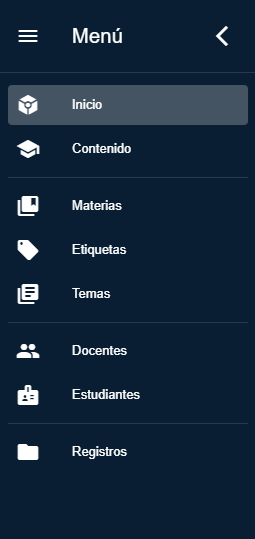 Menú
Inicio
Contenido
Materias
Etiquetas
Temas
Docentes
Estudiantes
Registros